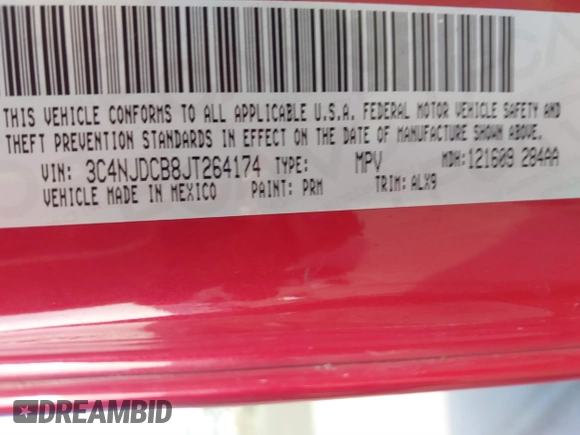 THIS VEHICLE CONFORMS TO ALL APPLICABLE U.S.A. FEDERAL MOTOR VEHICLE SAFETY AND
THEFT PREVENTION STANDARDS IN EFFECT ON THE DATE OF MANUFACTURE SHOWN ABOVE.
VIN: 3C4NJDCB8JT264174 TYPE: MPV MDH:121609 284AA
VEHICLE MADE IN MEXICO PAINT: PRM TRIM: ALX9
DREAMBID